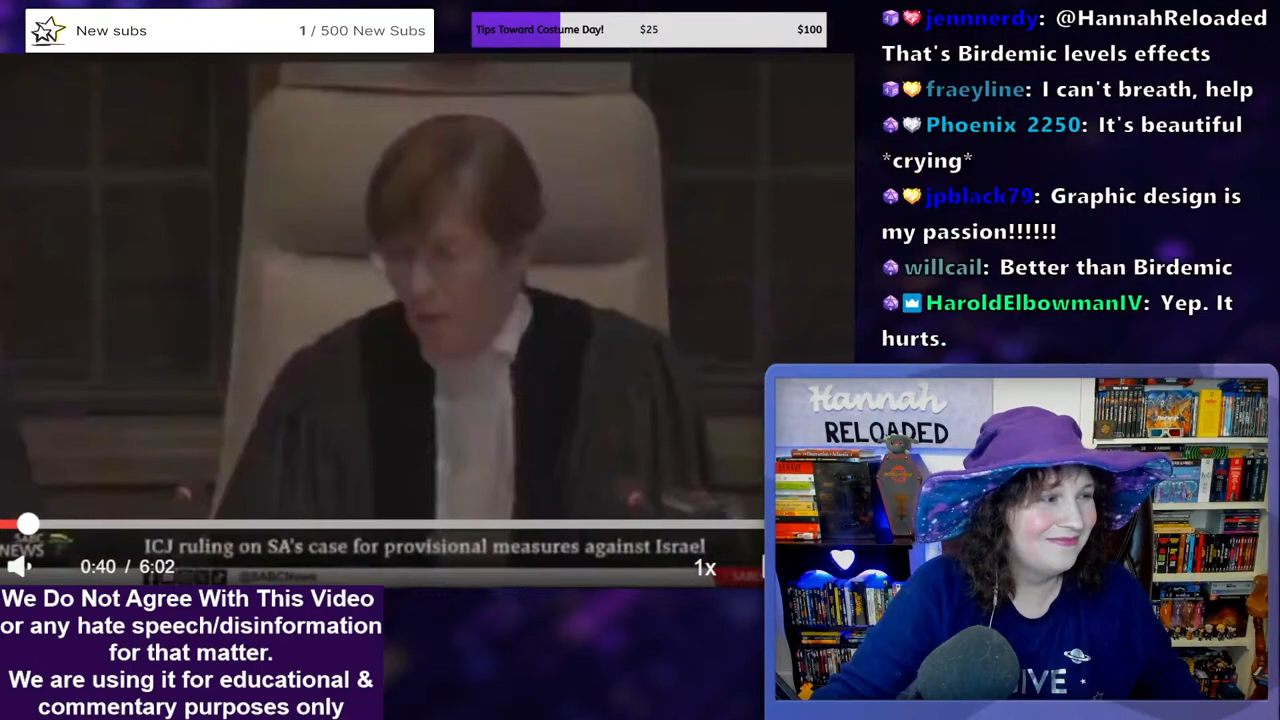 New subs
1 / 500 New Subs
Tips Toward Costume Day!
$25
$100
jennnerdy: @HannahReloaded
That's Birdemic levels effects
fraeyline: I can't breath, help
Phoenix 2250: It's beautiful
*crying*
jpblack79: Graphic design is
my passion!!!!!!
willcail: Better than Birdemic
HaroldElbowmanIV: Yep. It
hurts.
Hannah
RELOADED
NEWS
ICJ ruling on SA's case for provisional measures against Israel
0:40 / 6:02
1x
We Do Not Agree With This Video
or any hate speech/disinformation
for that matter.
We are using it for educational &
commentary purposes only